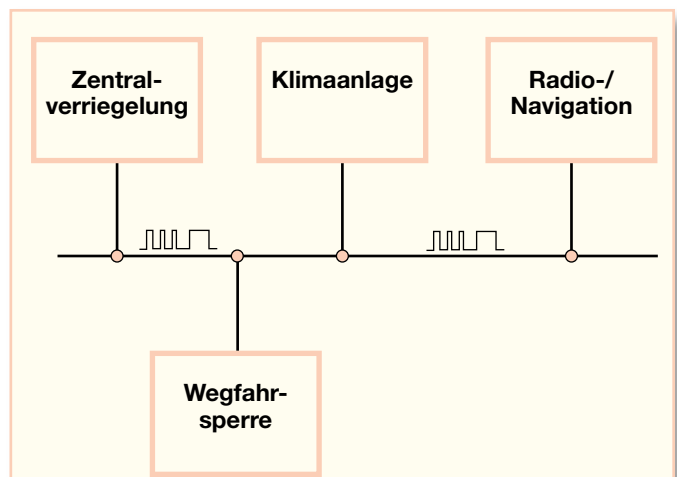 Zentral-
verriegelung
Klimaanlage
Radio-/
Navigation
Wegfahr-
sperre